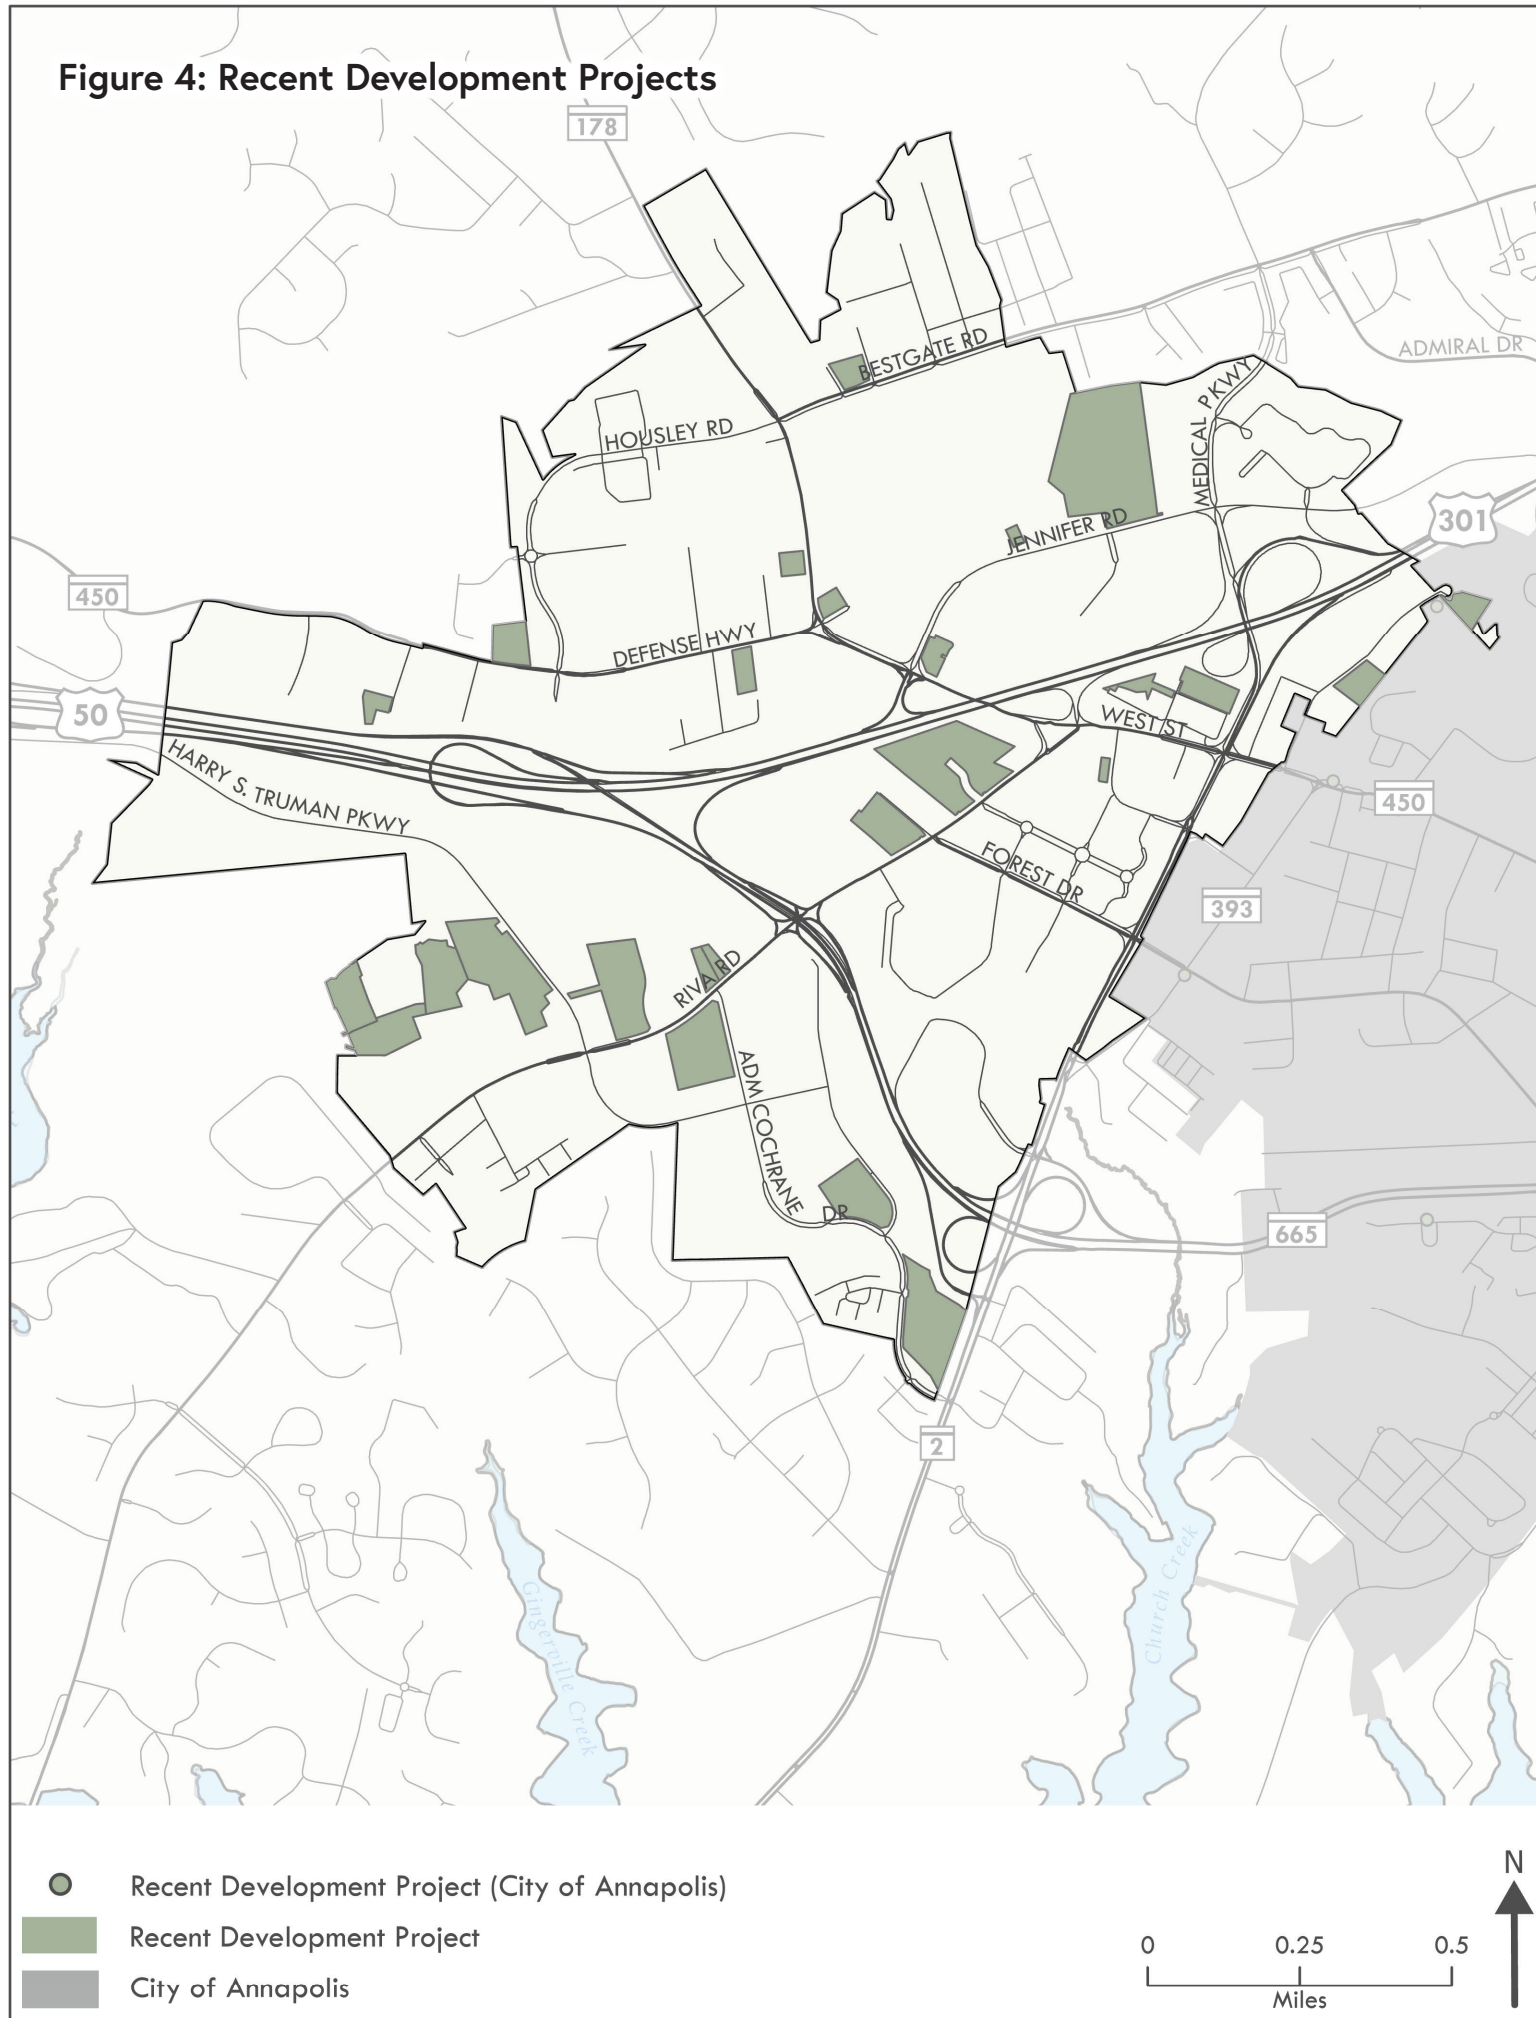 Figure 4: Recent Development Projects
178
BESTGATE RD
ADMIRAL DR
MEDICAL PKWY
HOUSLEY RD
301
JENNIFER RD
450
DEFENSE HWY
50
WEST ST
HARRY S. TRUMAN PKWY
450
FOREST DR
393
RIVA RD
ADM COCHRANE DR
665
2
Church Creek
Gingerville Creek
Recent Development Project (City of Annapolis)
Recent Development Project
City of Annapolis
N
0 0.25 0.5
Miles